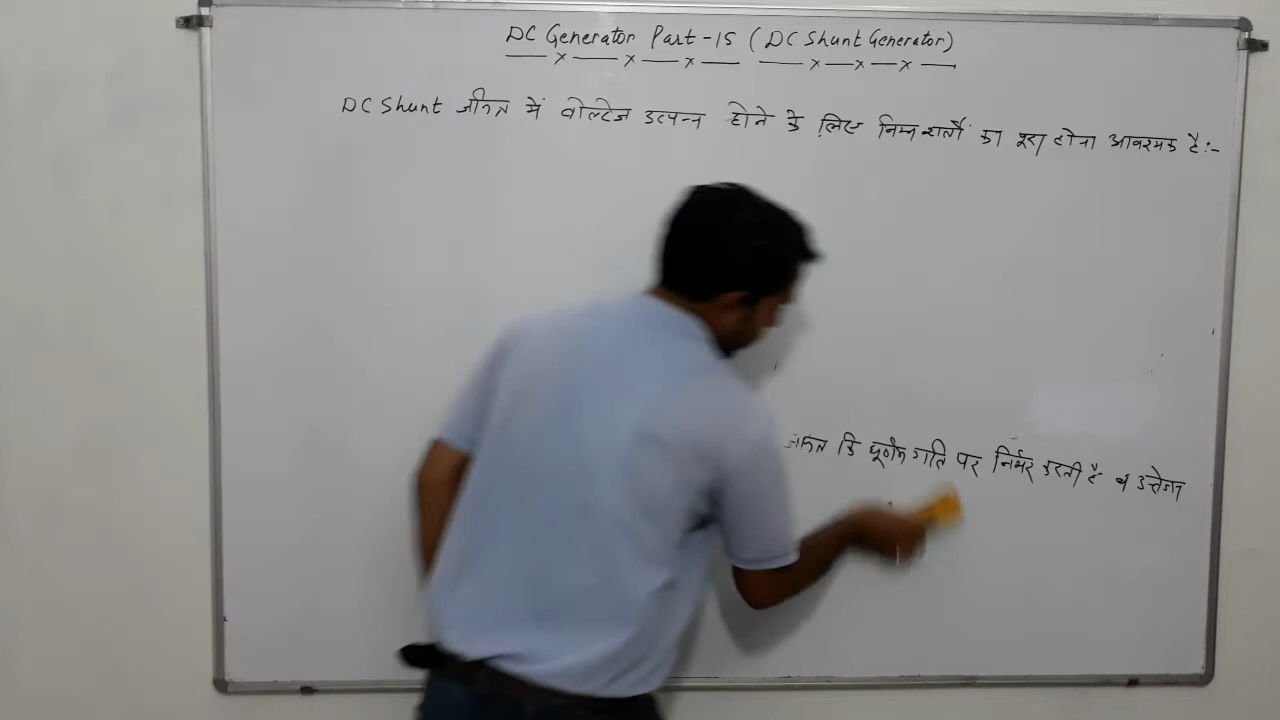 DC Generator Part-15 (DC Shunt Generator)
DC Shunt जनित्र में वोल्टेज उत्पन्न होने के लिए निम्न शर्तों का पूरा होना आवश्यक है:-
कि घूर्णन गति पर निर्भर करती है व उत्तेजन